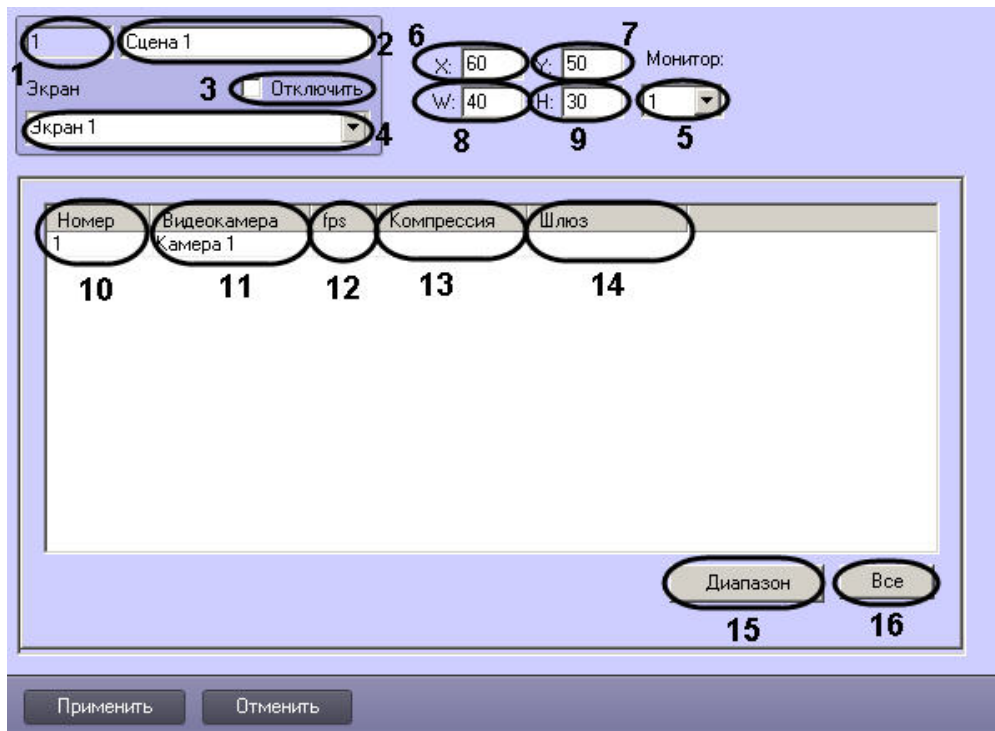 1 Сцена 1 2 6 7
X: 60 Y: 50 Монитор:
1 Экран 3 Отключить
W: 40 H: 30 1
Экран 1 4 8 9 5
Номер Видеокамера fps Компрессия Шлюз
1 Камера 1
10 11 12 13 14
Диапазон Все
15 16
Применить Отменить